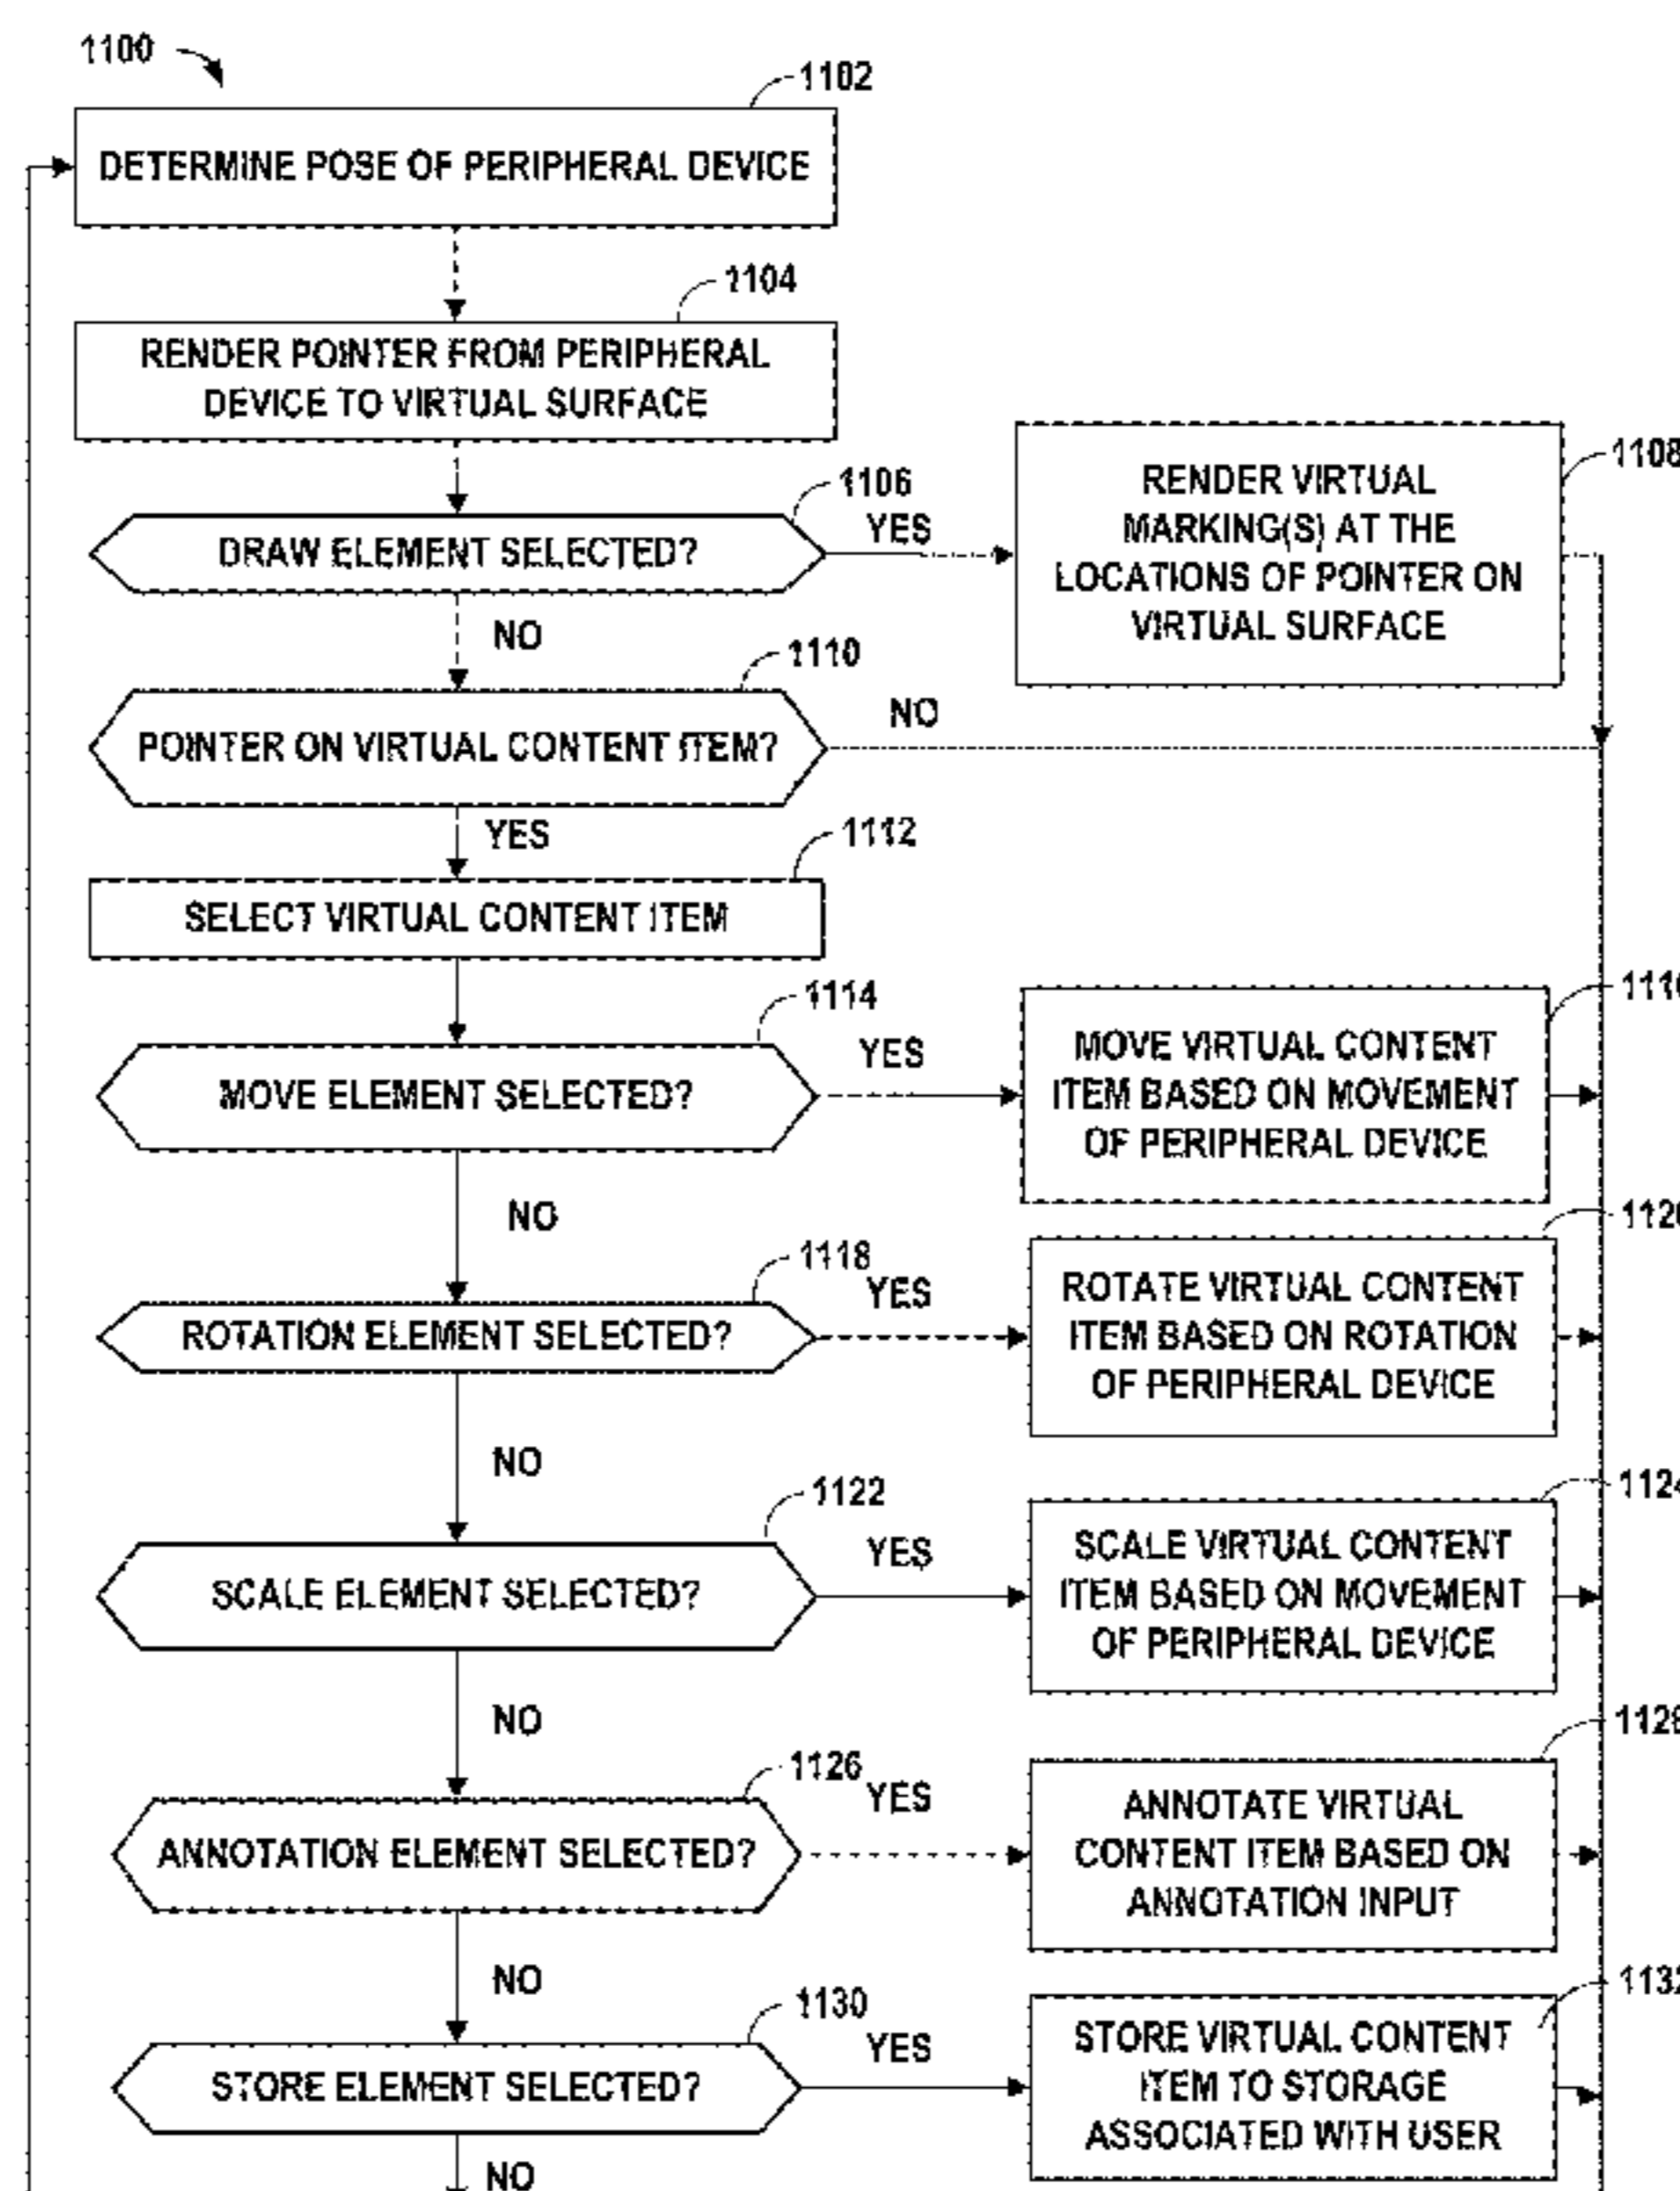 1100
1102
DETERMINE POSE OF PERIPHERAL DEVICE
1104
RENDER POINTER FROM PERIPHERAL
DEVICE TO VIRTUAL SURFACE
1106
DRAW ELEMENT SELECTED?
YES
1108
RENDER VIRTUAL
MARKING(S) AT THE
LOCATIONS OF POINTER ON
VIRTUAL SURFACE
NO
1110
POINTER ON VIRTUAL CONTENT ITEM?
NO
YES
1112
SELECT VIRTUAL CONTENT ITEM
1114
MOVE ELEMENT SELECTED?
YES
MOVE VIRTUAL CONTENT
ITEM BASED ON MOVEMENT
OF PERIPHERAL DEVICE
NO
1118
ROTATION ELEMENT SELECTED?
YES
ROTATE VIRTUAL CONTENT
ITEM BASED ON ROTATION
OF PERIPHERAL DEVICE
NO
1122
SCALE ELEMENT SELECTED?
YES
1124
SCALE VIRTUAL CONTENT
ITEM BASED ON MOVEMENT
OF PERIPHERAL DEVICE
NO
1126
ANNOTATION ELEMENT SELECTED?
YES
1128
ANNOTATE VIRTUAL
CONTENT ITEM BASED ON
ANNOTATION INPUT
NO
1130
STORE ELEMENT SELECTED?
YES
1132
STORE VIRTUAL CONTENT
ITEM TO STORAGE
ASSOCIATED WITH USER
NO